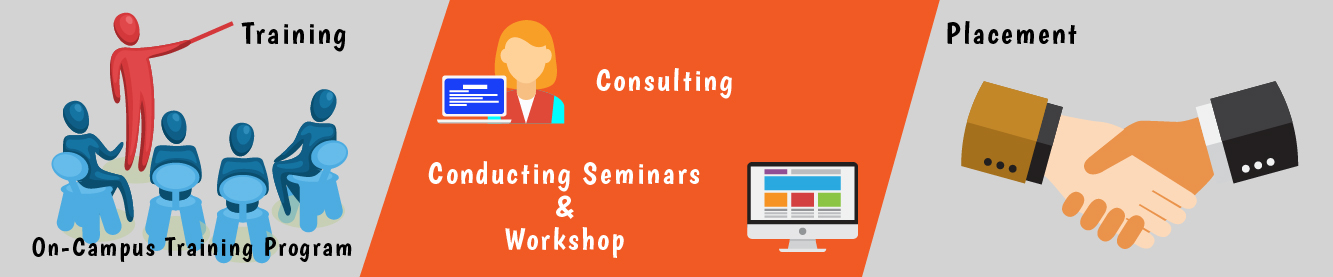 Training
On-Campus Training Program
Consulting
Conducting Seminars
&
Workshop
Placement